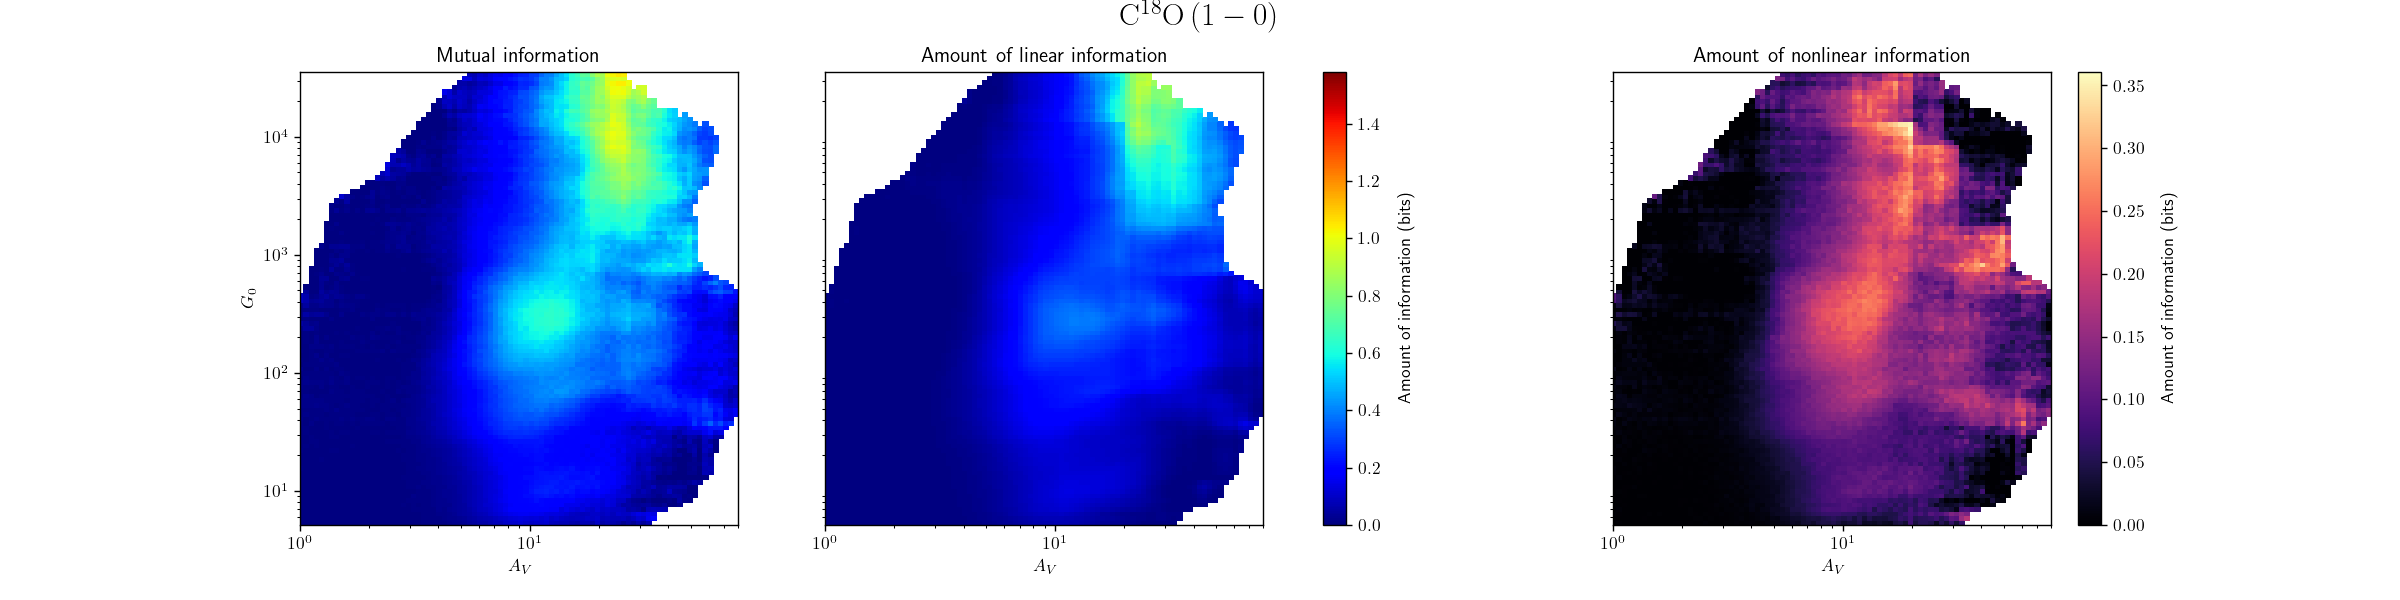 C¹⁸O (1 − 0)
Mutual information
Amount of linear information
Amount of nonlinear information
10⁴
10³
10²
10¹
G₀
10⁰ 10¹
A_V
10⁰ 10¹
A_V
1.4
1.2
1.0
0.8
0.6
0.4
0.2
0.0
Amount of information (bits)
10⁰ 10¹
A_V
0.35
0.30
0.25
0.20
0.15
0.10
0.05
0.00
Amount of information (bits)